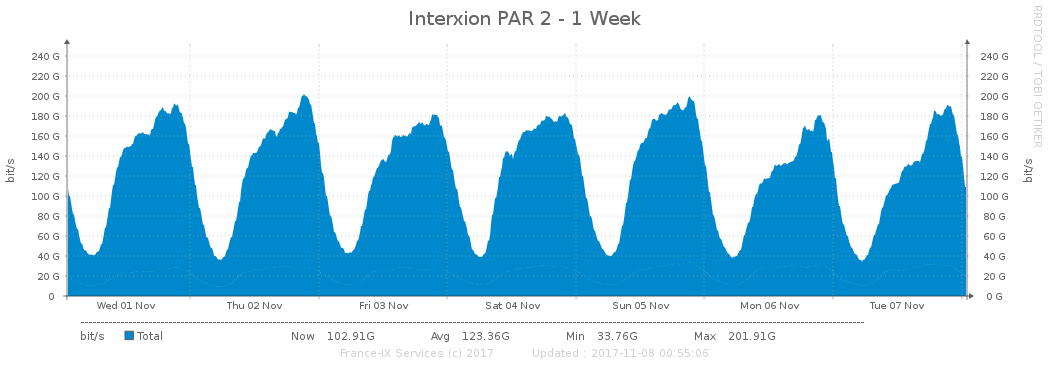 Interxion PAR 2 - 1 Week
RRDTOOL / TOBI OETIKER
240 G 240 G
220 G 220 G
200 G 200 G
180 G 180 G
160 G 160 G
140 G 140 G
120 G 120 G
100 G 100 G
80 G 80 G
60 G 60 G
40 G 40 G
20 G 20 G
0 0 G
bit/s
bit/s
Wed 01 Nov Thu 02 Nov Fri 03 Nov Sat 04 Nov Sun 05 Nov Mon 06 Nov Tue 07 Nov
bit/s Total Now 102.91G Avg 123.36G Min 33.76G Max 201.91G
France-IX Services (c) 2017 Updated : 2017-11-08 00:55:06